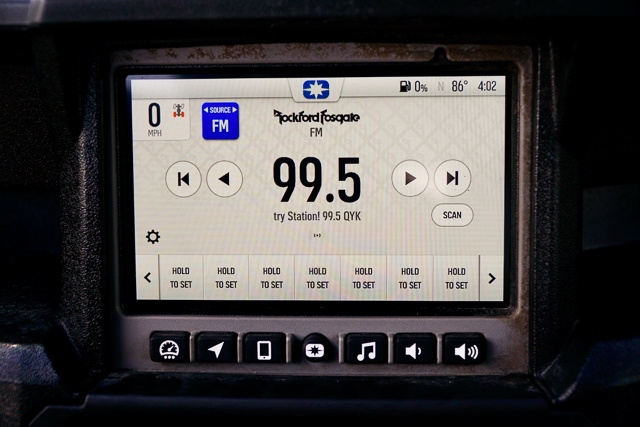 0%
N
86°
4:02
0
MPH
SOURCE
FM
Rockford Fosgate
FM
99.5
try Station! 99.5 QYK
SCAN
HOLD TO SET
HOLD TO SET
HOLD TO SET
HOLD TO SET
HOLD TO SET
HOLD TO SET
HOLD TO SET